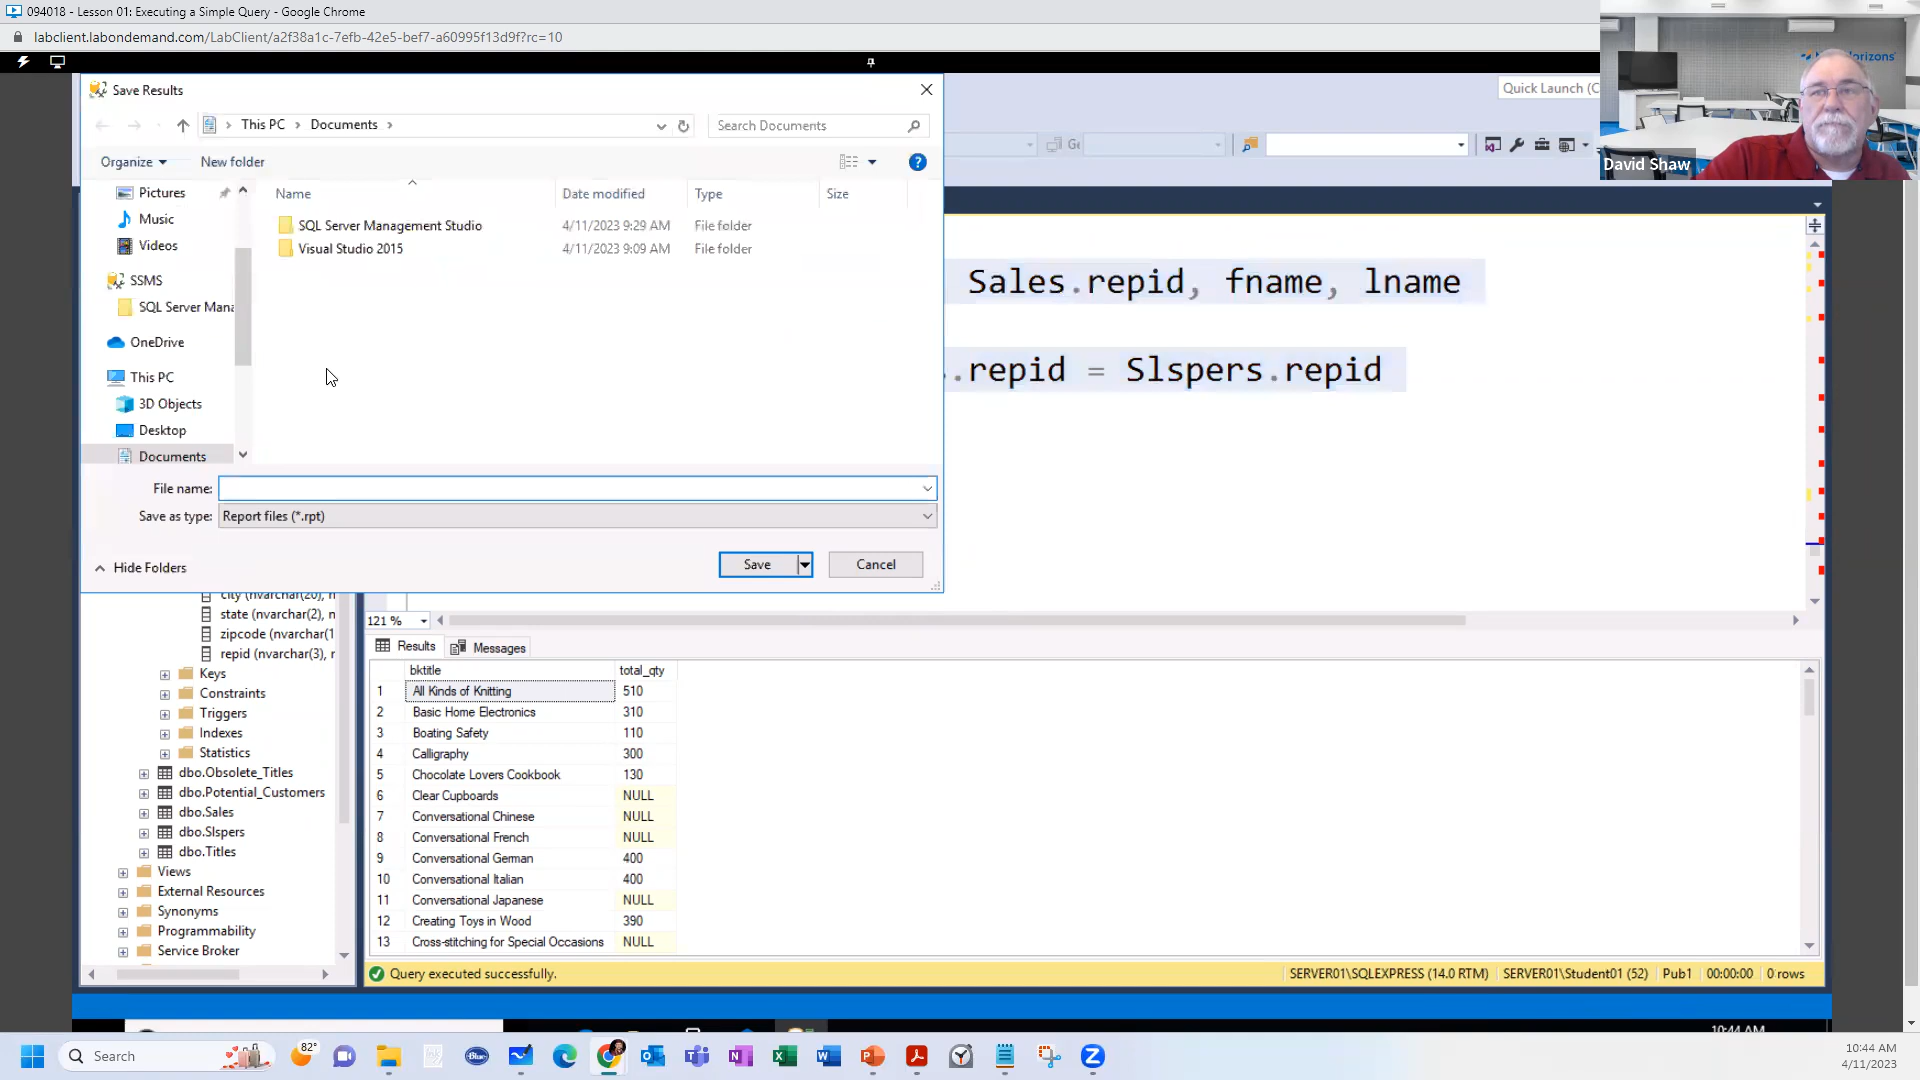 094018 - Lesson 01: Executing a Simple Query - Google Chrome
labclient.labondemand.com/LabClient/a2f38a1c-7efb-42e5-bef7-a60995f13d9f?rc=10
Save Results
This PC > Documents >
Search Documents
Quick Launch (C
David Shaw
Organize
New folder
Name Date modified Type Size
SQL Server Management Studio 4/11/2023 9:29 AM File folder
Visual Studio 2015 4/11/2023 9:09 AM File folder
Pictures
Music
Videos
SSMS
SQL Server Mana
OneDrive
This PC
3D Objects
Desktop
Documents
Sales.repid, fname, lname
.repid = Slspers.repid
File name:
Save as type: Report files (*.rpt)
Hide Folders
Save
Cancel
city (nvarchar(20), n
state (nvarchar(2), n
zipcode (nvarchar(1
repid (nvarchar(3), r
Keys
Constraints
Triggers
Indexes
Statistics
dbo.Obsolete_Titles
dbo.Potential_Customers
dbo.Sales
dbo.Slspers
dbo.Titles
Views
External Resources
Synonyms
Programmability
Service Broker
121 %
Results Messages
bktitle total_qty
1 All Kinds of Knitting 510
2 Basic Home Electronics 310
3 Boating Safety 110
4 Calligraphy 300
5 Chocolate Lovers Cookbook 130
6 Clear Cupboards NULL
7 Conversational Chinese NULL
8 Conversational French NULL
9 Conversational German 400
10 Conversational Italian 400
11 Conversational Japanese NULL
12 Creating Toys in Wood 390
13 Cross-stitching for Special Occasions NULL
Query executed successfully.
SERVER01\SQLEXPRESS (14.0 RTM) SERVER01\Student01 (52) Pub1 00:00:00 0 rows
10:44 AM
82°
Search
Blue
10:44 AM
4/11/2023